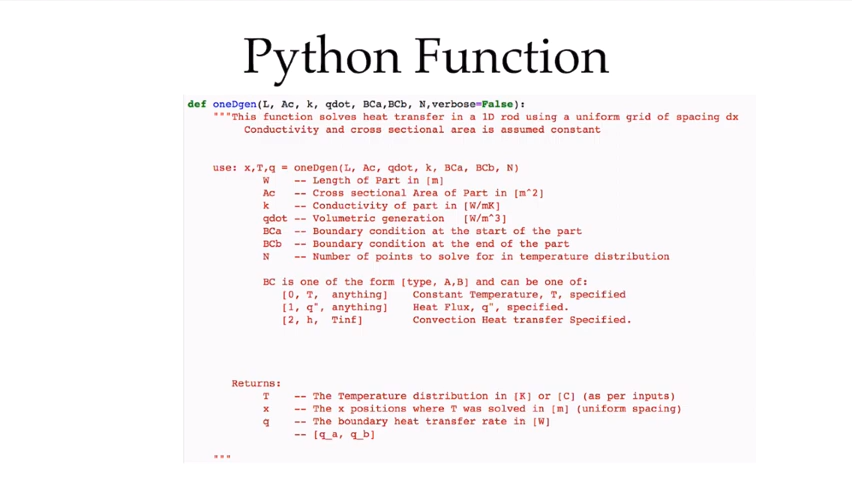 Python Function
def oneDgen(L, Ac, k, qdot, BCa,BCb, N,verbose=False):
"""This function solves heat transfer in a 1D rod using a uniform grid of spacing dx
Conductivity and cross sectional area is assumed constant
use: x,T,q = oneDgen(L, Ac, qdot, k, BCa, BCb, N)
W -- Length of Part in [m]
Ac -- Cross sectional Area of Part in [m^2]
k -- Conductivity of part in [W/mK]
qdot -- Volumetric generation [W/m^3]
BCa -- Boundary condition at the start of the part
BCb -- Boundary condition at the end of the part
N -- Number of points to solve for in temperature distribution
BC is one of the form [type, A,B] and can be one of:
[0, T, anything] Constant Temperature, T, specified
[1, q", anything] Heat Flux, q", specified.
[2, h, Tinf] Convection Heat transfer Specified.
Returns:
T -- The Temperature distribution in [K] or [C] (as per inputs)
x -- The x positions where T was solved in [m] (uniform spacing)
q -- The boundary heat transfer rate in [W]
-- [q_a, q_b]
"""